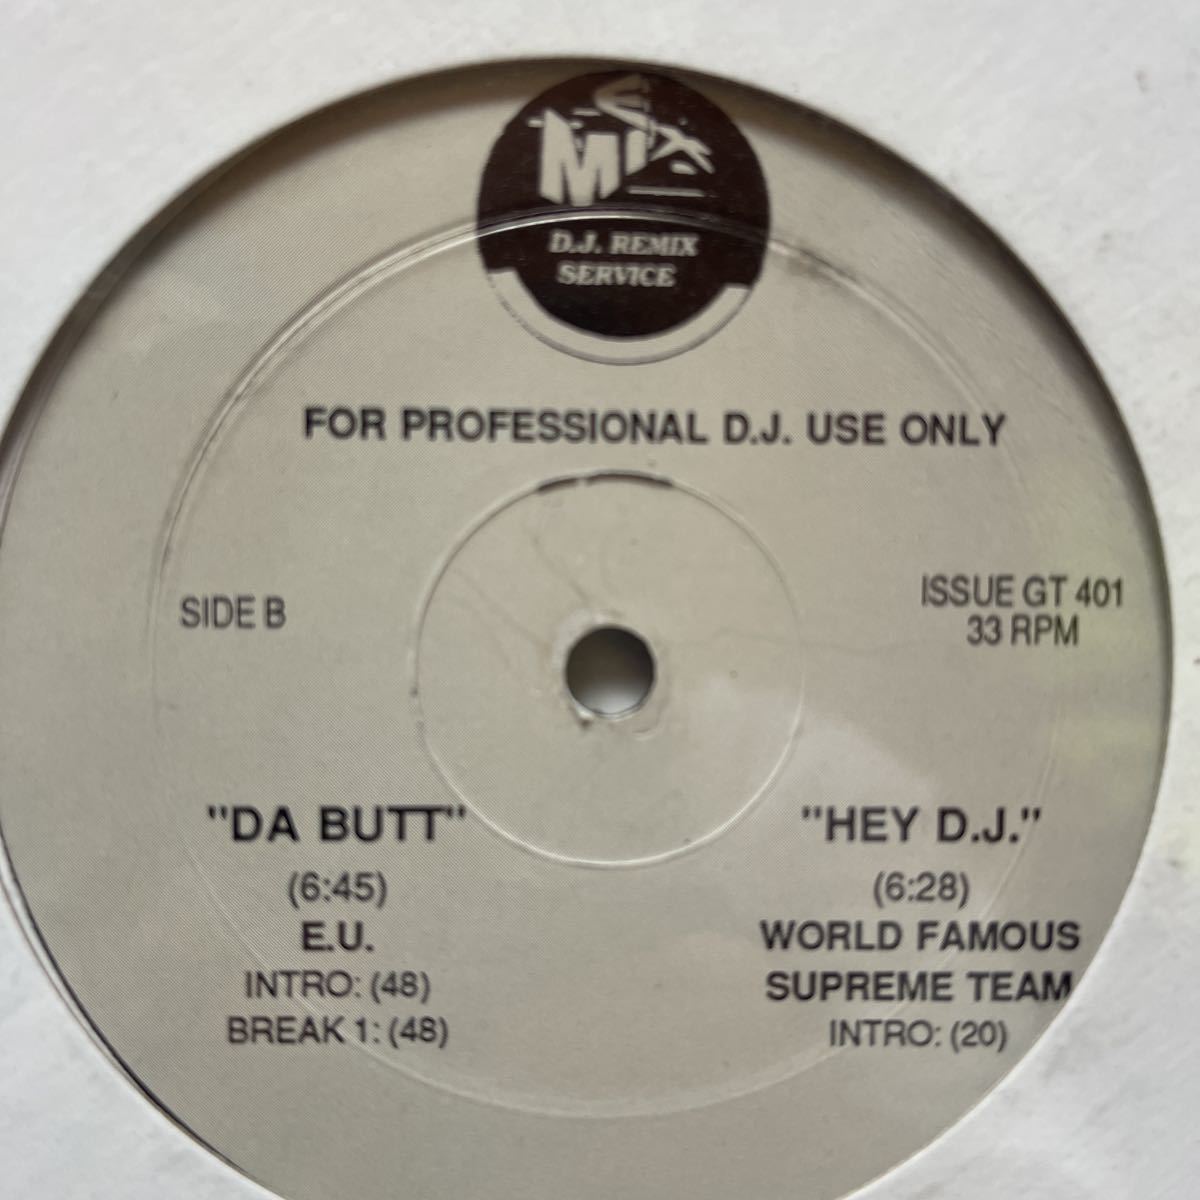 MIX
D.J. REMIX
SERVICE
FOR PROFESSIONAL D.J. USE ONLY
SIDE B
ISSUE GT 401
33 RPM
"DA BUTT"
(6:45)
E.U.
INTRO: (48)
BREAK 1: (48)
"HEY D.J."
(6:28)
WORLD FAMOUS
SUPREME TEAM
INTRO: (20)